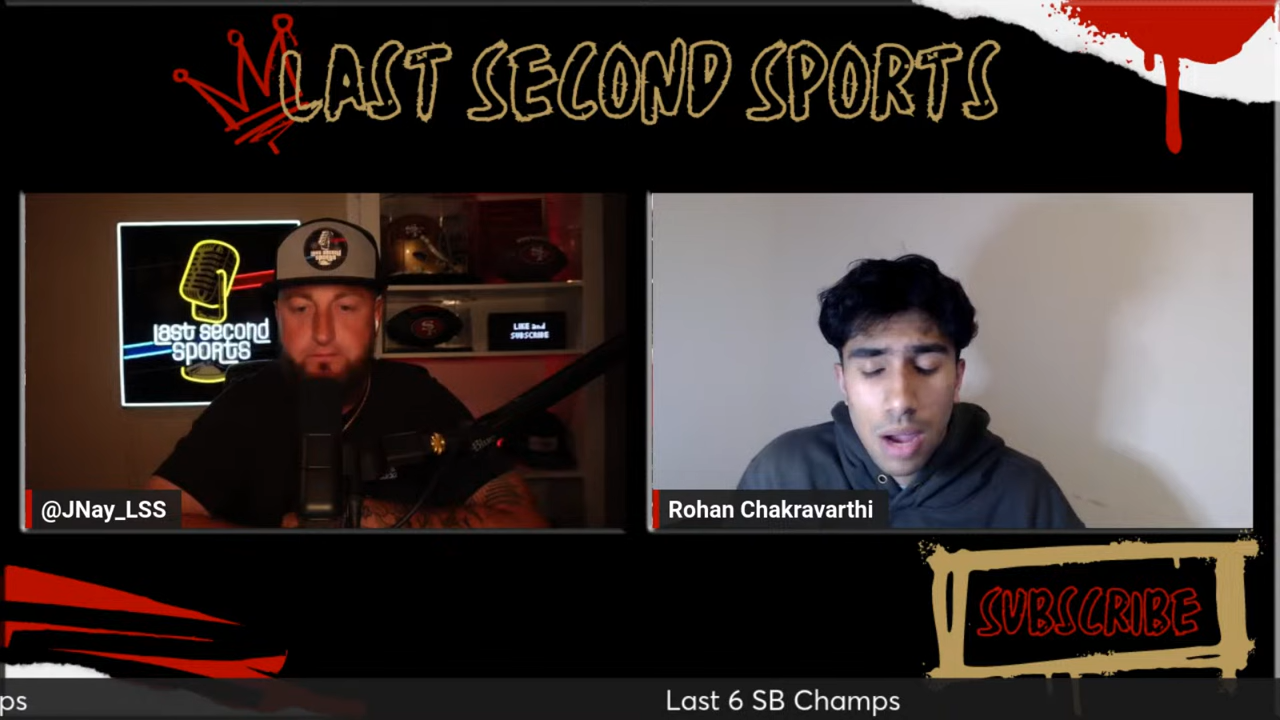 LAST SECOND SPORTS
last second
sports
LIKE and
SUBSCRIBE
@JNay_LSS
Rohan Chakravarthi
SUBSCRIBE
ps
Last 6 SB Champs